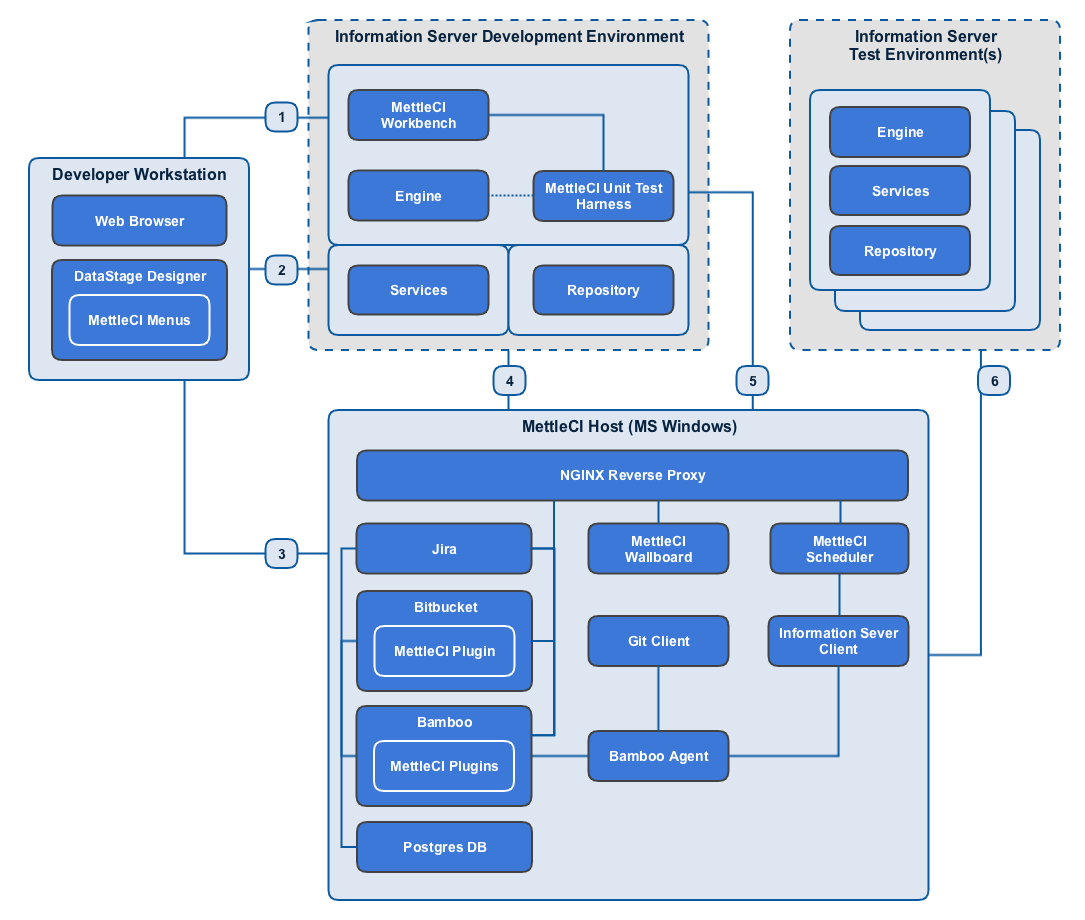 Information Server Development Environment
MettleCI
Workbench
Engine
MettleCI Unit Test
Harness
Services
Repository
Information Server
Test Environment(s)
Engine
Services
Repository
1
2
3
4
5
6
Developer Workstation
Web Browser
DataStage Designer
MettleCI Menus
MettleCI Host (MS Windows)
NGINX Reverse Proxy
Jira
MettleCI
Wallboard
MettleCI
Scheduler
Bitbucket
MettleCI Plugin
Git Client
Information Sever
Client
Bamboo
MettleCI Plugins
Bamboo Agent
Postgres DB